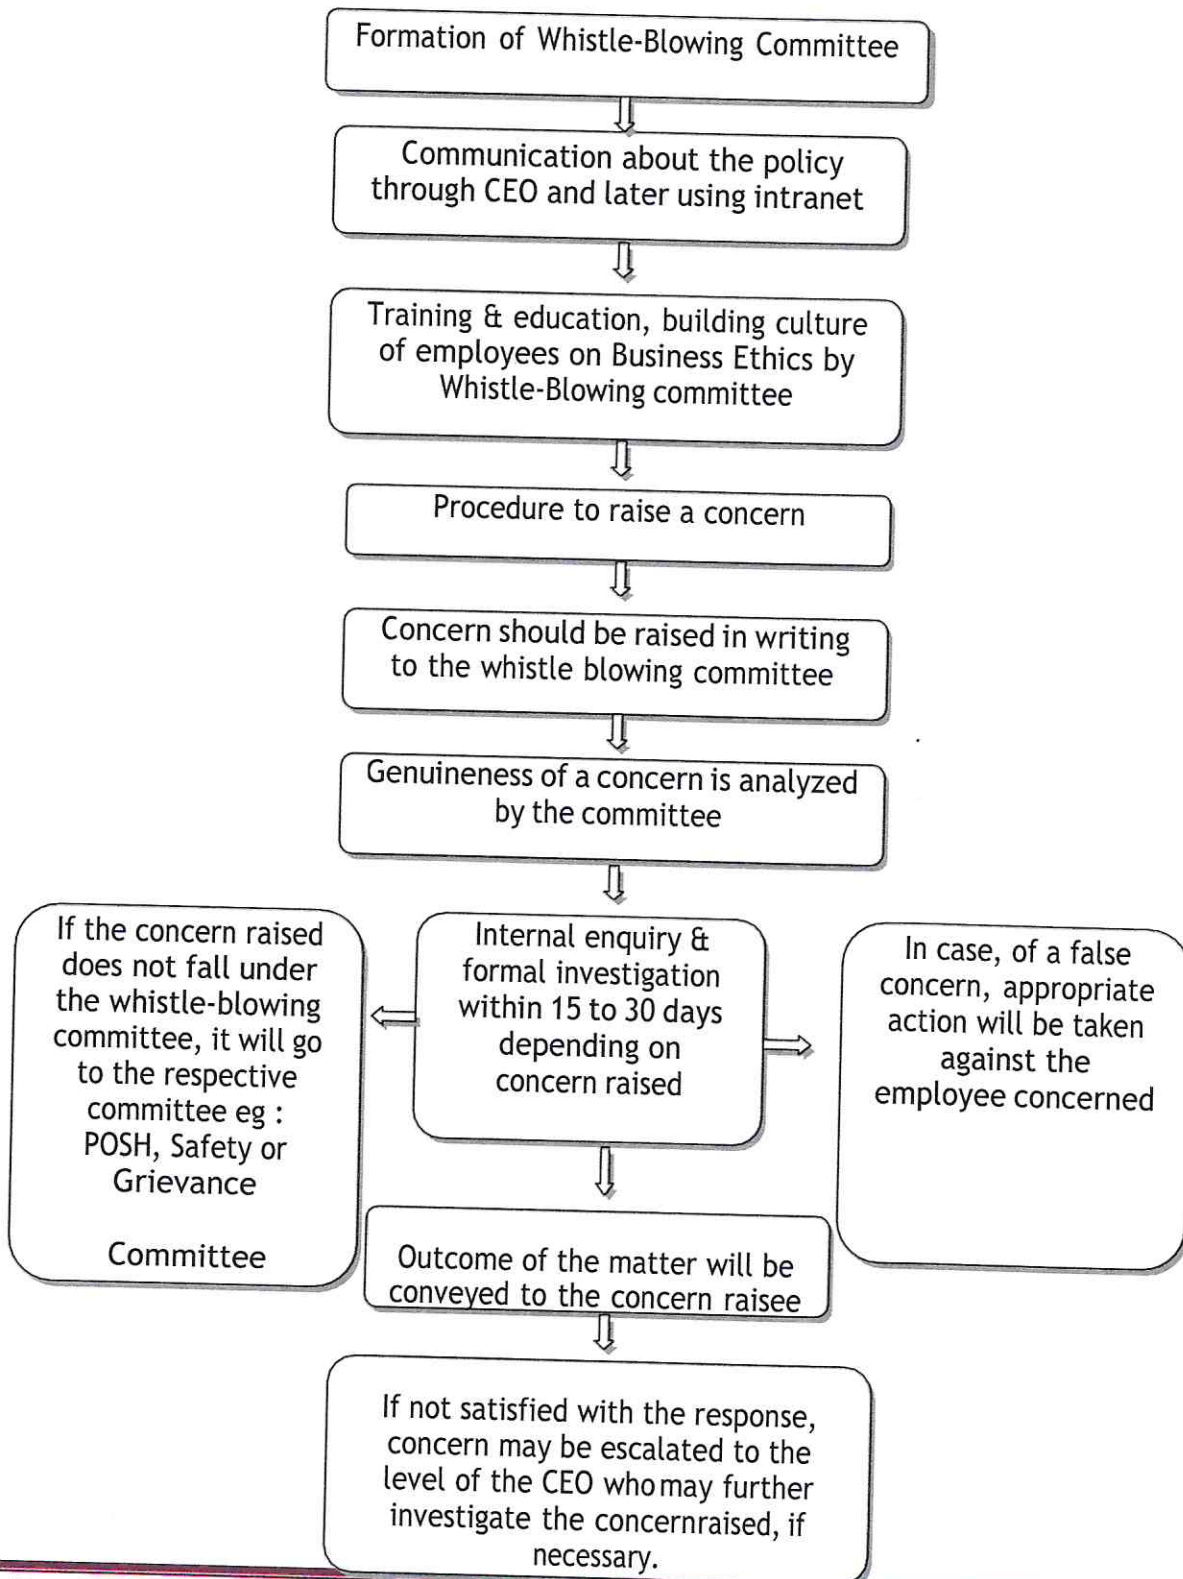 Formation of Whistle-Blowing Committee
Communication about the policy
through CEO and later using intranet
Training & education, building culture
of employees on Business Ethics by
Whistle-Blowing committee
Procedure to raise a concern
Concern should be raised in writing
to the whistle blowing committee
Genuineness of a concern is analyzed
by the committee
If the concern raised
does not fall under
the whistle-blowing
committee, it will go
to the respective
committee eg :
POSH, Safety or
Grievance
Committee
Internal enquiry &
formal investigation
within 15 to 30 days
depending on
concern raised
In case, of a false
concern, appropriate
action will be taken
against the
employee concerned
Outcome of the matter will be
conveyed to the concern raisee
If not satisfied with the response,
concern may be escalated to the
level of the CEO who may further
investigate the concernraised, if
necessary.